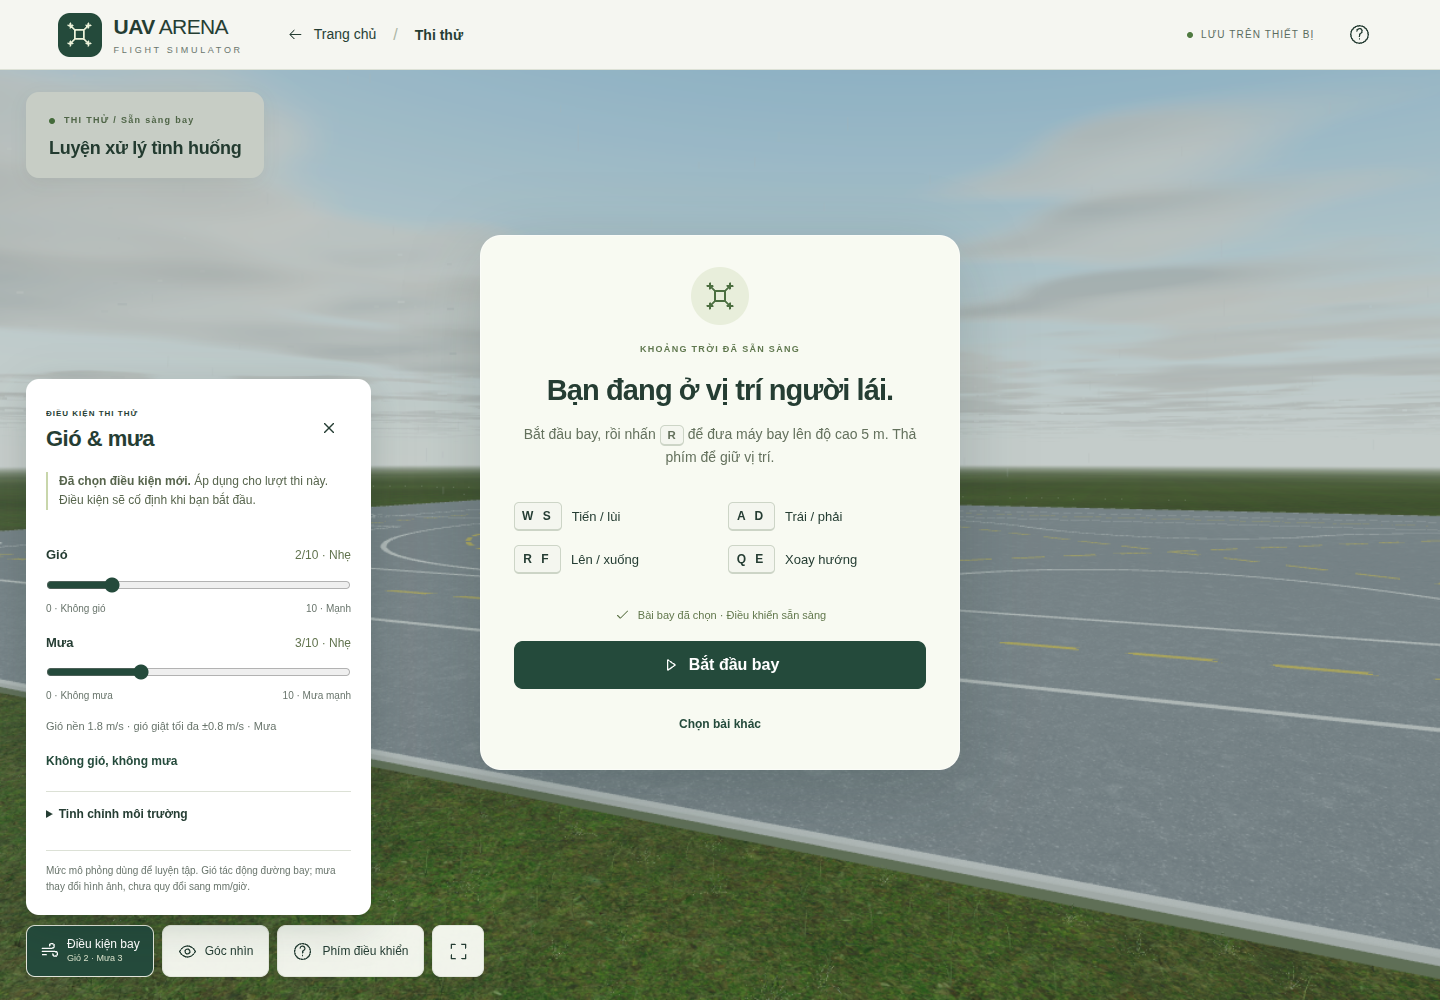 UAV ARENA
FLIGHT SIMULATOR
Trang chủ / Thi thử
LƯU TRÊN THIẾT BỊ
THI THỬ / Sẵn sàng bay
Luyện xử lý tình huống
KHOẢNG TRỜI ĐÃ SẴN SÀNG
Bạn đang ở vị trí người lái.
Bắt đầu bay, rồi nhấn R để đưa máy bay lên độ cao 5 m. Thả
phím để giữ vị trí.
W S Tiến / lùi
A D Trái / phải
R F Lên / xuống
Q E Xoay hướng
Bài bay đã chọn · Điều khiển sẵn sàng
Bắt đầu bay
Chọn bài khác
ĐIỀU KIỆN THI THỬ
Gió & mưa
Đã chọn điều kiện mới. Áp dụng cho lượt thi này.
Điều kiện sẽ cố định khi bạn bắt đầu.
Gió 2/10 · Nhẹ
0 · Không gió 10 · Mạnh
Mưa 3/10 · Nhẹ
0 · Không mưa 10 · Mưa mạnh
Gió nền 1.8 m/s · gió giật tối đa ±0.8 m/s · Mưa
Không gió, không mưa
Tinh chỉnh môi trường
Mức mô phỏng dùng để luyện tập. Gió tác động đường bay; mưa
thay đổi hình ảnh, chưa quy đổi sang mm/giờ.
Điều kiện bay
Gió 2 · Mưa 3
Góc nhìn
Phím điều khiển